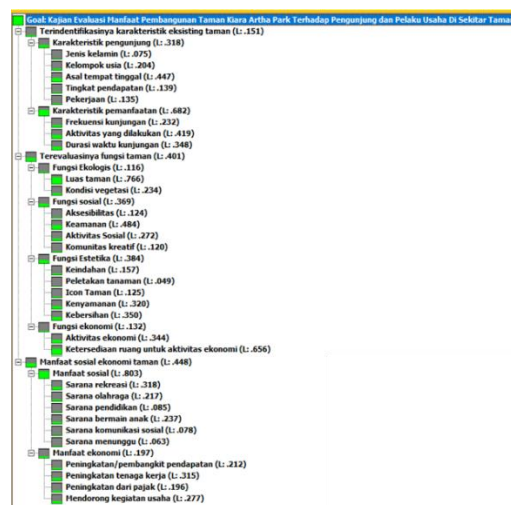 Goal: Kajian Evaluasi Manfaat Pembangunan Taman Kiara Artha Park Terhadap Pengunjung dan Pelaku Usaha Di Sekitar Taman
Terindentifikasinya karakteristik eksisting taman (L: .151)
Karakteristik pengunjung (L: .318)
Jenis kelamin (L: .075)
Kelompok usia (L: .204)
Asal tempat tinggal (L: .447)
Tingkat pendapatan (L: .139)
Pekerjaan (L: .135)
Karakteristik pemanfaatan (L: .682)
Frekuensi kunjungan (L: .232)
Aktivitas yang dilakukan (L: .419)
Durasi waktu kunjungan (L: .348)
Terevaluasinya fungsi taman (L: .401)
Fungsi Ekologis (L: .116)
Luas taman (L: .766)
Kondisi vegetasi (L: .234)
Fungsi sosial (L: .369)
Aksesibilitas (L: .124)
Keamanan (L: .484)
Aktivitas Sosial (L: .272)
Komunitas kreatif (L: .120)
Fungsi Estetika (L: .384)
Keindahan (L: .157)
Peletakan tanaman (L: .049)
Icon Taman (L: .125)
Kenyamanan (L: .320)
Kebersihan (L: .350)
Fungsi ekonomi (L: .132)
Aktivitas ekonomi (L: .344)
Ketersediaan ruang untuk aktivitas ekonomi (L: .656)
Manfaat sosial ekonomi taman (L: .448)
Manfaat sosial (L: .803)
Sarana rekreasi (L: .318)
Sarana olahraga (L: .217)
Sarana pendidikan (L: .085)
Sarana bermain anak (L: .237)
Sarana komunikasi sosial (L: .078)
Sarana menunggu (L: .063)
Manfaat ekonomi (L: .197)
Peningkatan/pembangkit pendapatan (L: .212)
Peningkatan tenaga kerja (L: .315)
Peningkatan dari pajak (L: .196)
Mendorong kegiatan usaha (L: .277)